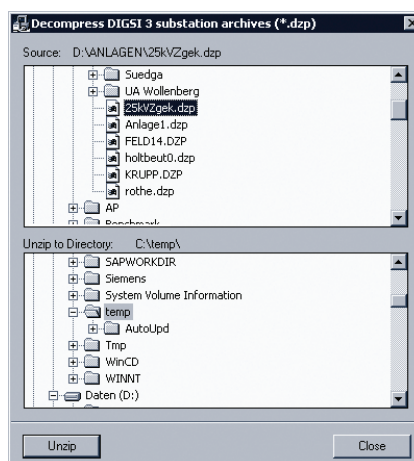 Decompress DIGSI 3 substation archives (*.dzp)
Source: D:\ANLAGEN\25kVZgek.dzp
Suedga
UA Wollenberg
25kVZgek.dzp
Anlage1.dzp
FELD14.DZP
holtbeut0.dzp
KRUPP.DZP
rothe.dzp
AP
Benchmark
Unzip to Directory: C:\temp\
SAPWORKDIR
Siemens
System Volume Information
temp
AutoUpd
Tmp
WinCD
WINNT
Daten (D:)
Unzip Close